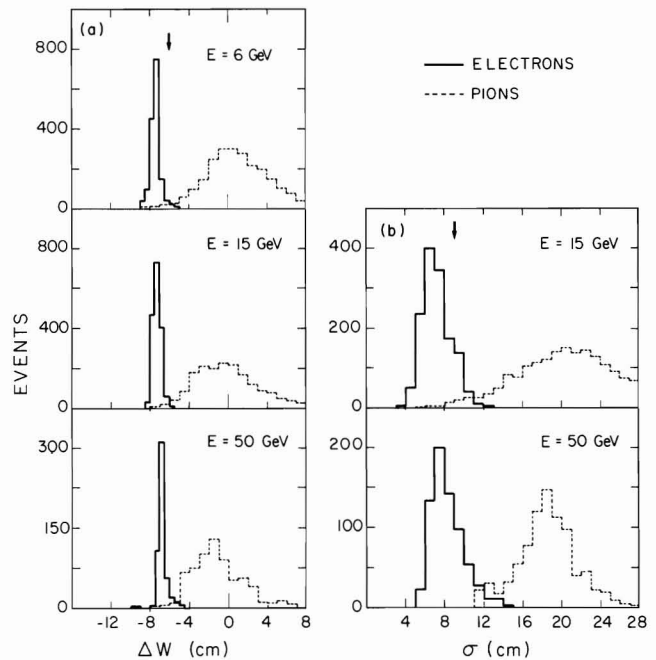 (a)
E = 6 GeV
800
400
0
E = 15 GeV
800
400
0
E = 50 GeV
300
150
0
-12 -8 -4 0 4 8
ΔW (cm)
EVENTS
ELECTRONS
PIONS
(b)
E = 15 GeV
400
200
0
E = 50 GeV
200
100
0
4 8 12 16 20 24 28
σ (cm)